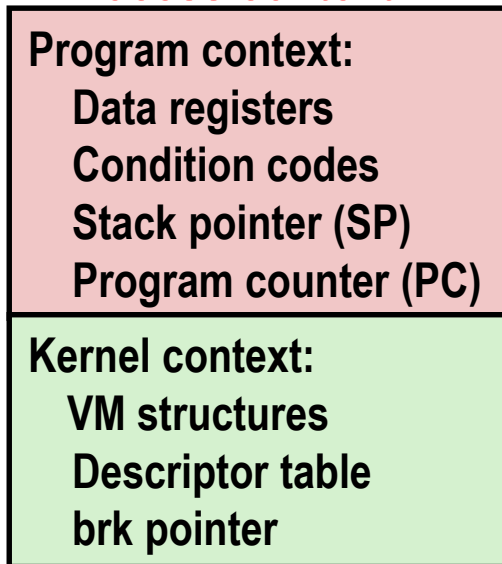 Program context:
Data registers
Condition codes
Stack pointer (SP)
Program counter (PC)
Kernel context:
VM structures
Descriptor table
brk pointer